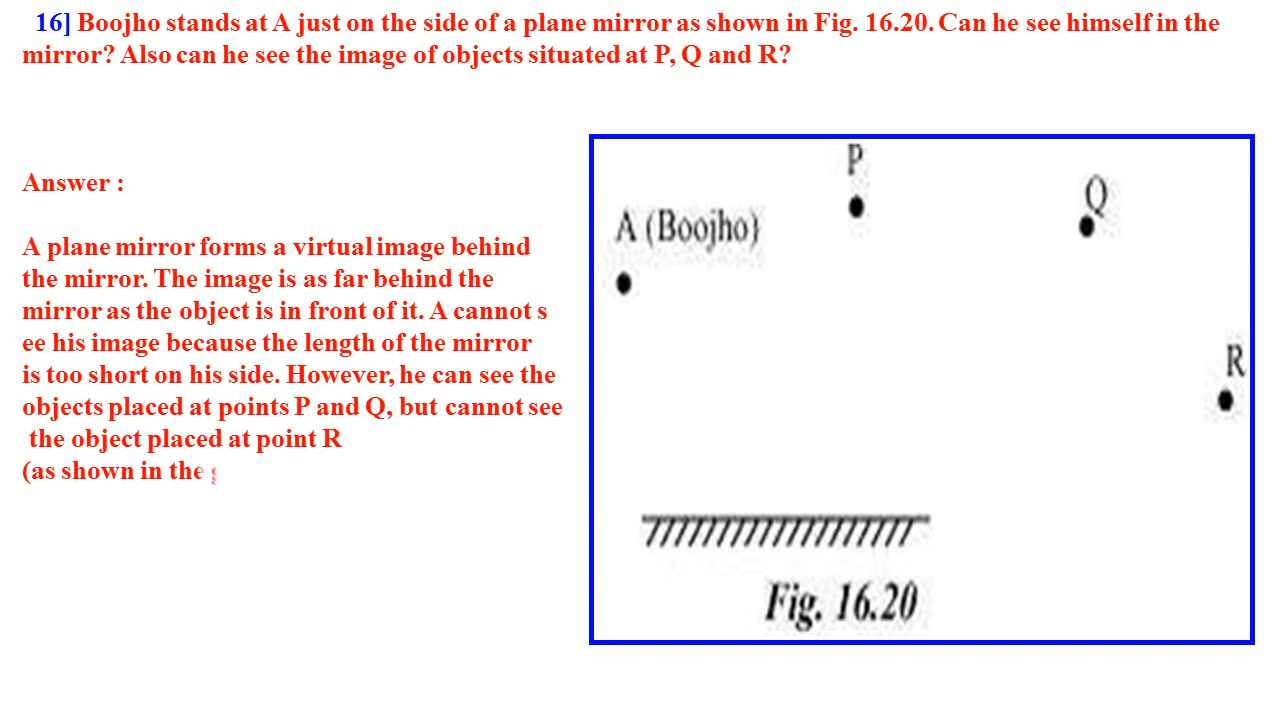 16] Boojho stands at A just on the side of a plane mirror as shown in Fig. 16.20. Can he see himself in the
mirror? Also can he see the image of objects situated at P, Q and R?
Answer :
A plane mirror forms a virtual image behind
the mirror. The image is as far behind the
mirror as the object is in front of it. A cannot s
ee his image because the length of the mirror
is too short on his side. However, he can see the
objects placed at points P and Q, but cannot see
the object placed at point R
(as shown in the
P
Q
A (Boojho)
R
Fig. 16.20